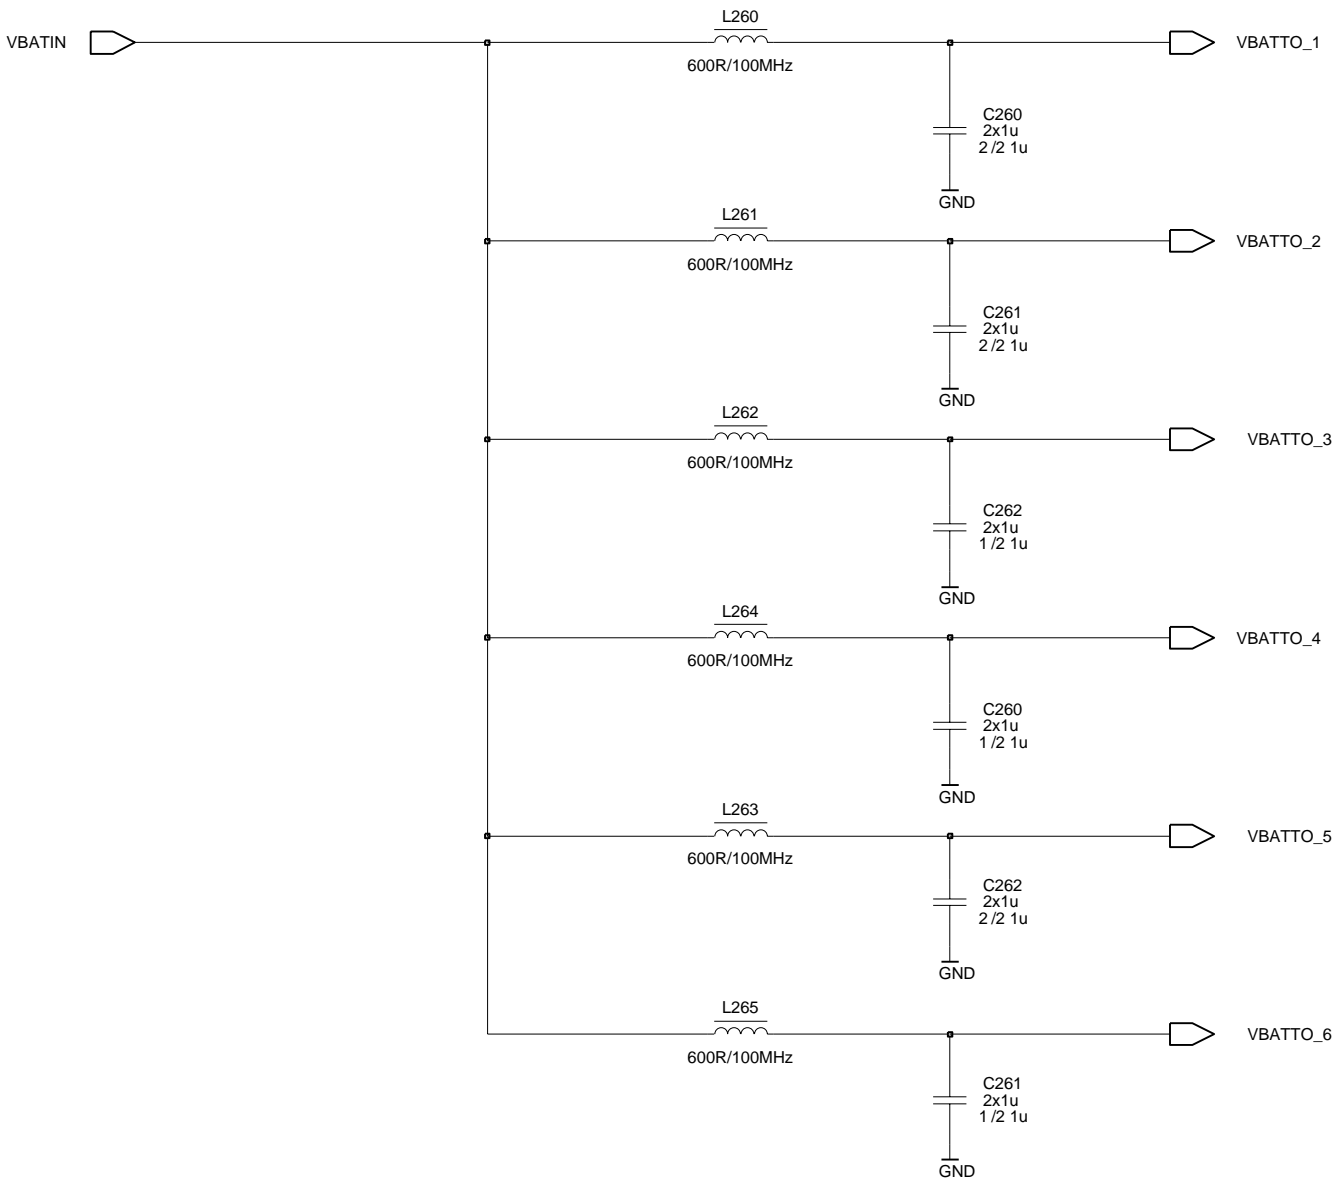 L260
VBATIN
VBATTO_1
600R/100MHz
C260
2x1u
2/2 1u
GND
L261
VBATTO_2
600R/100MHz
C261
2x1u
2/2 1u
GND
L262
VBATTO_3
600R/100MHz
C262
2x1u
1/2 1u
GND
L264
VBATTO_4
600R/100MHz
C260
2x1u
1/2 1u
GND
L263
VBATTO_5
600R/100MHz
C262
2x1u
2/2 1u
GND
L265
VBATTO_6
600R/100MHz
C261
2x1u
1/2 1u
GND